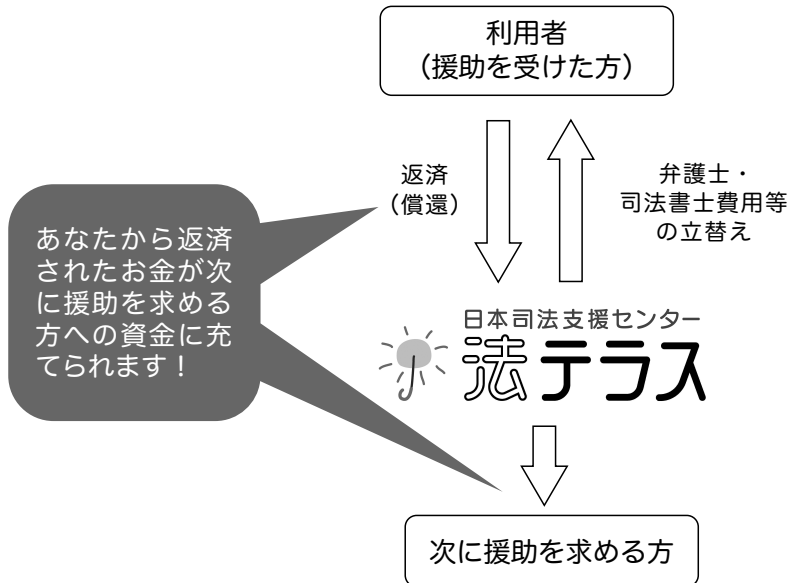 利用者
（援助を受けた方）
返済
（償還）
弁護士・
司法書士費用等
の立替え
あなたから返済
されたお金が次
に援助を求める
方への資金に充
てられます！
日本司法支援センター
法テラス
次に援助を求める方